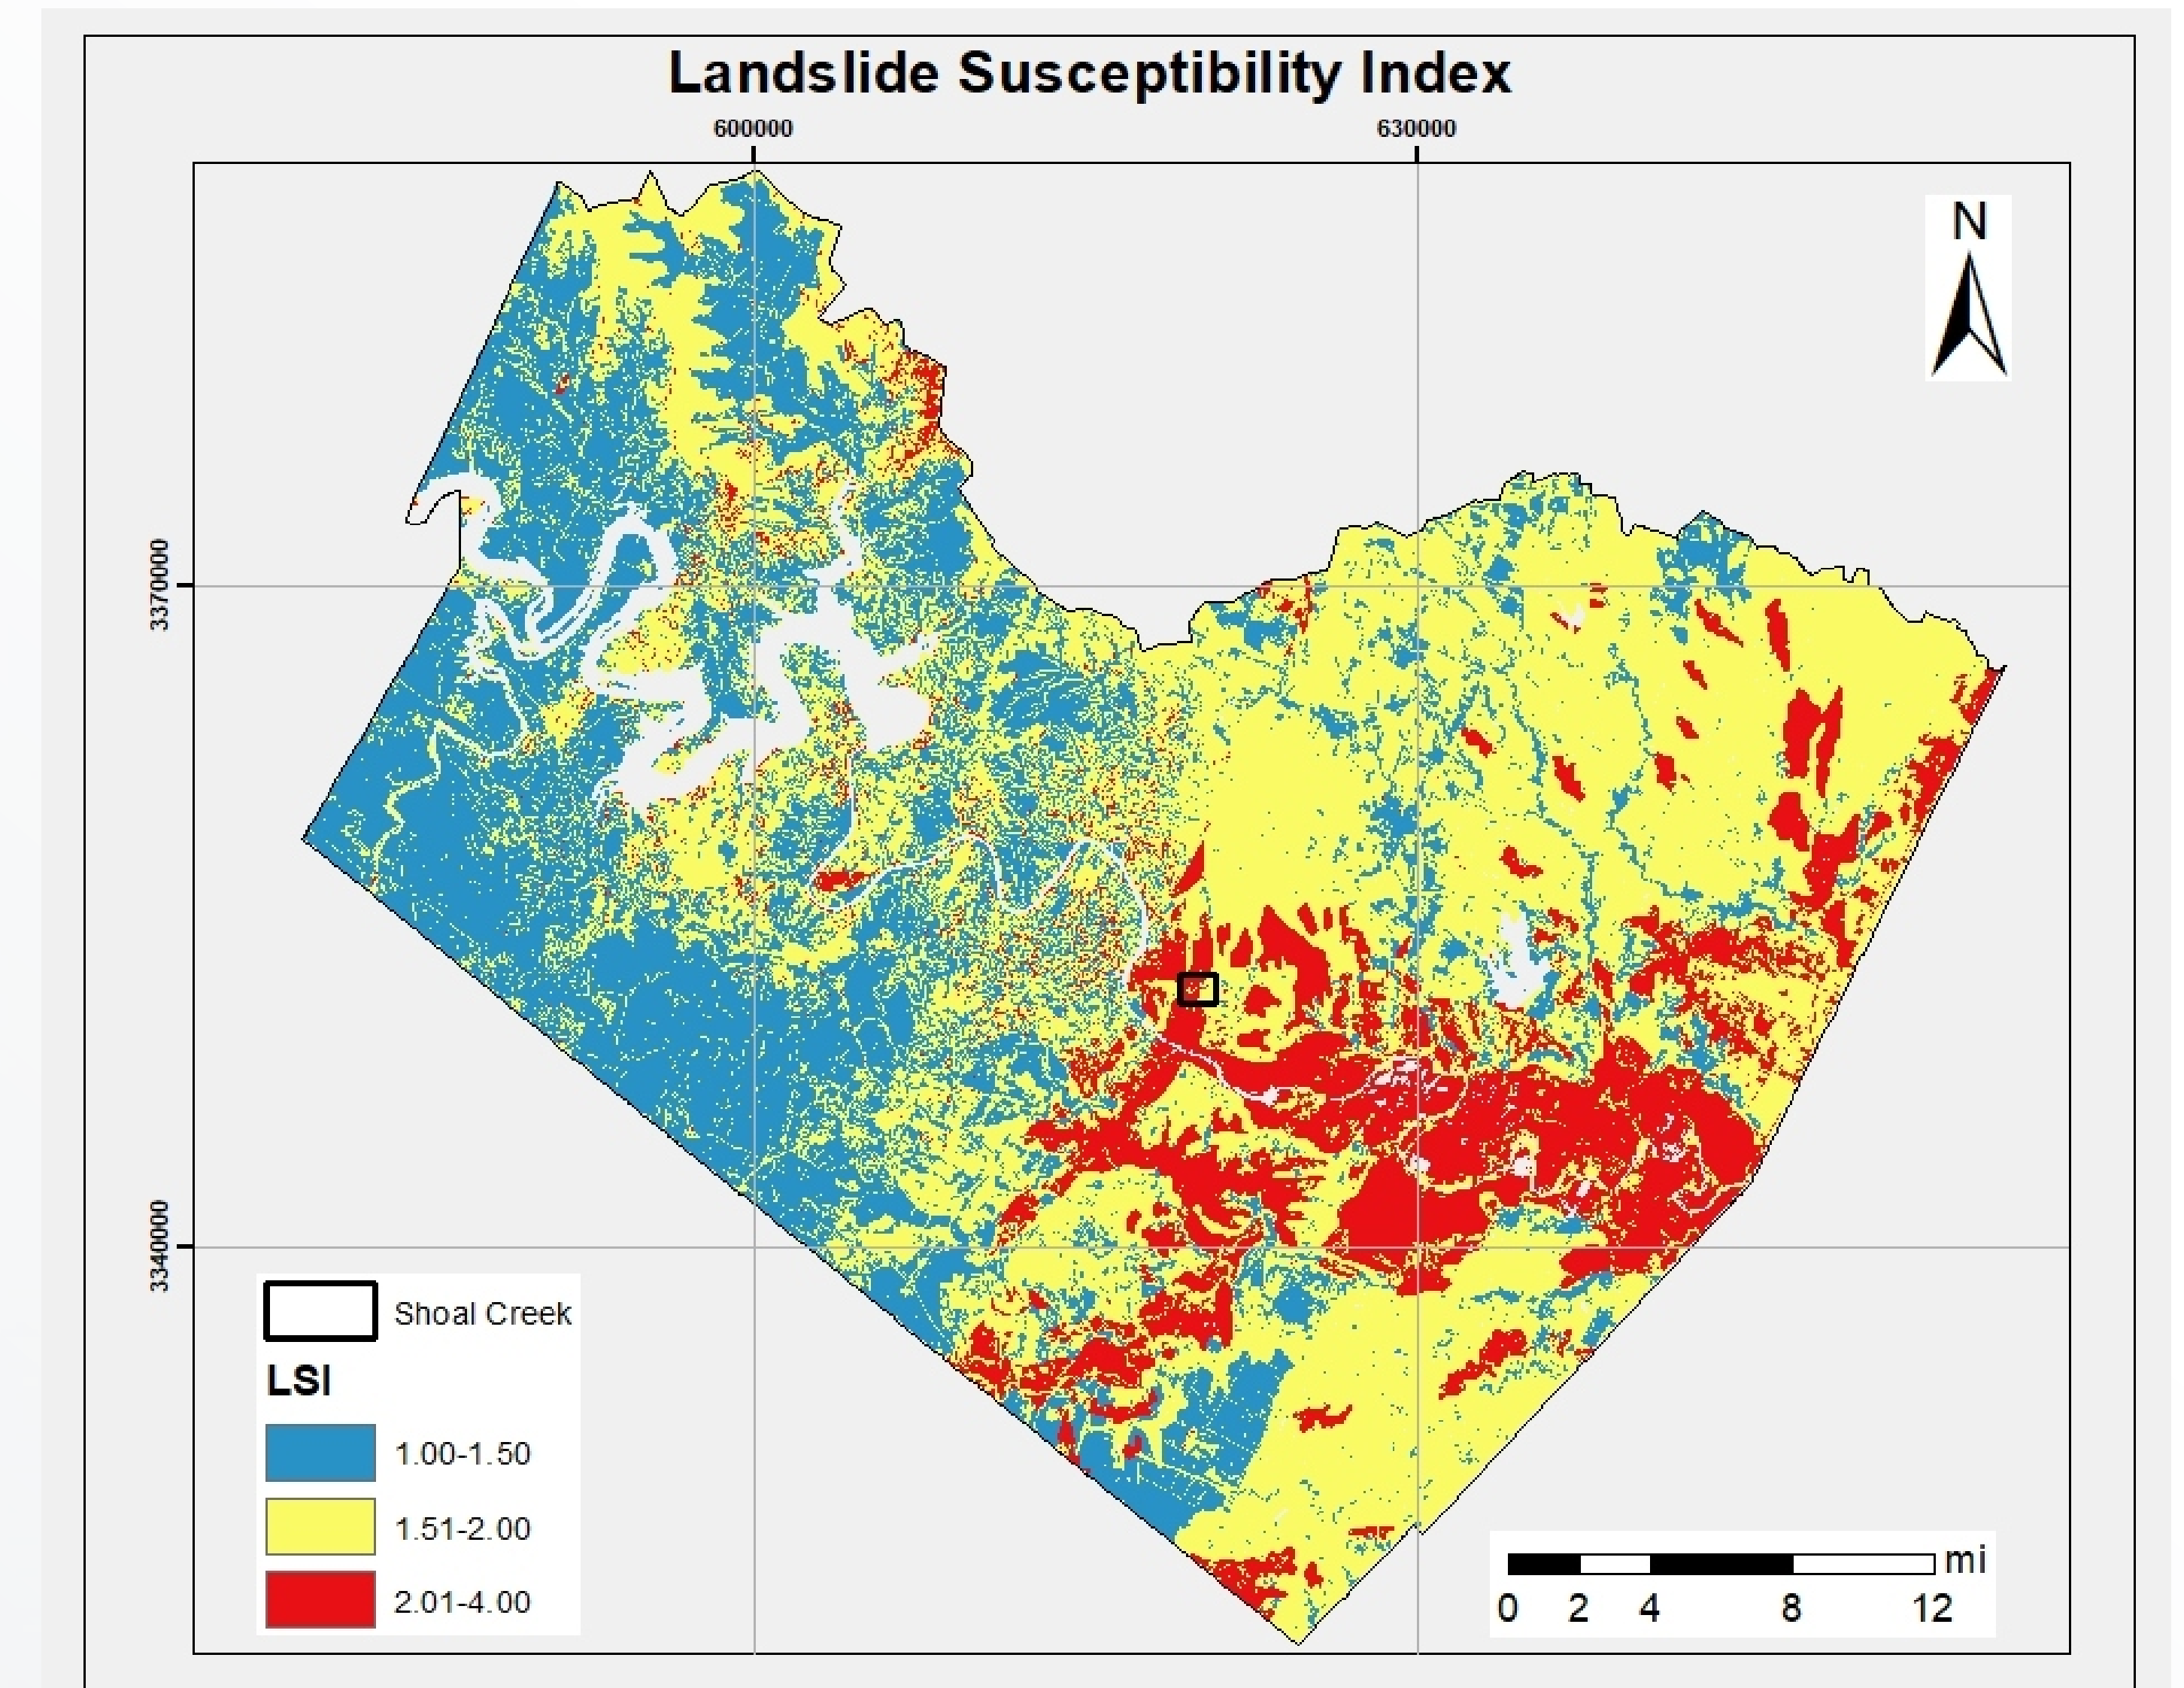 Landslide Susceptibility Index
600000
630000
N
3370000
3340000
Shoal Creek
LSI
1.00-1.50
1.51-2.00
2.01-4.00
mi
0 2 4 8 12